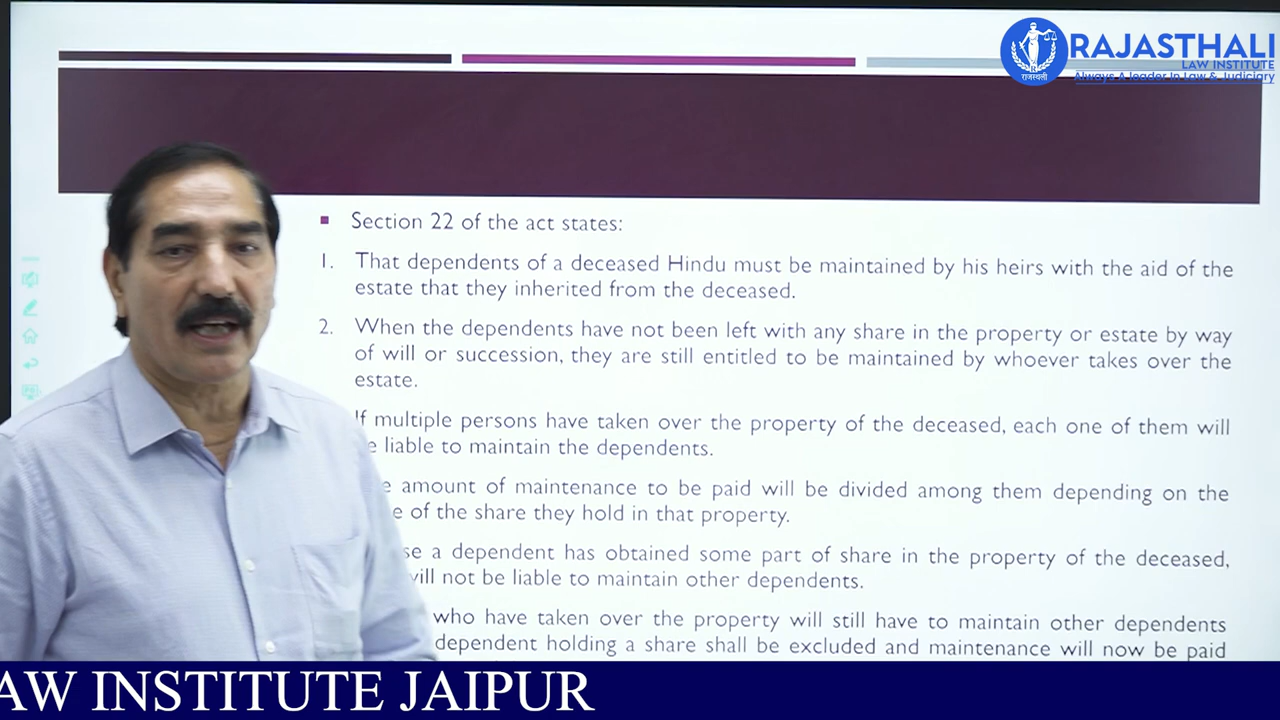 RAJASTHALI
LAW INSTITUTE
Always A leader In Law & Judiciary
राजस्थली
▪ Section 22 of the act states:
1. That dependents of a deceased Hindu must be maintained by his heirs with the aid of the
estate that they inherited from the deceased.
2. When the dependents have not been left with any share in the property or estate by way
of will or succession, they are still entitled to be maintained by whoever takes over the
estate.
If multiple persons have taken over the property of the deceased, each one of them will
e liable to maintain the dependents.
e amount of maintenance to be paid will be divided among them depending on the
e of the share they hold in that property.
se a dependent has obtained some part of share in the property of the deceased,
will not be liable to maintain other dependents.
who have taken over the property will still have to maintain other dependents
dependent holding a share shall be excluded and maintenance will now be paid
AW INSTITUTE JAIPUR